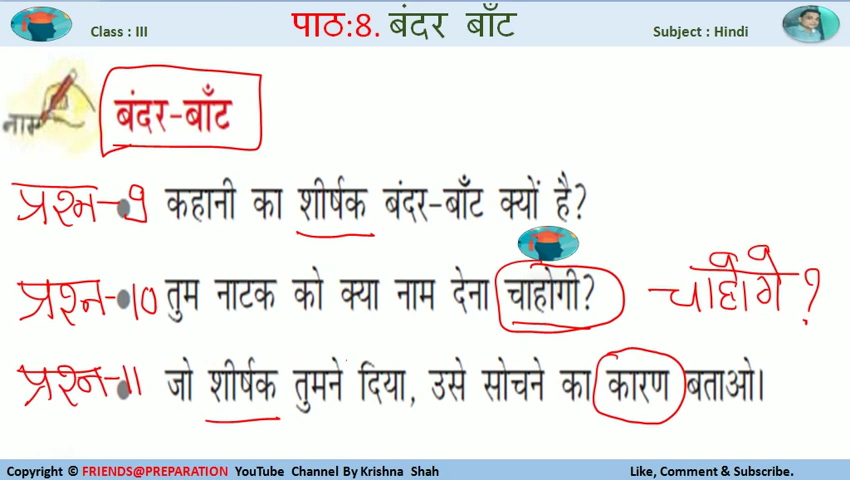 Class : III
पाठ:8. बंदर बाँट
Subject : Hindi
नाम
बंदर-बाँट
प्रश्न-9 कहानी का शीर्षक बंदर-बाँट क्यों है?
प्रश्न-10 तुम नाटक को क्या नाम देना चाहोगी? चाहोगे?
प्रश्न-11 जो शीर्षक तुमने दिया, उसे सोचने का कारण बताओ।
Copyright © FRIENDS@PREPARATION YouTube Channel By Krishna Shah
Like, Comment & Subscribe.